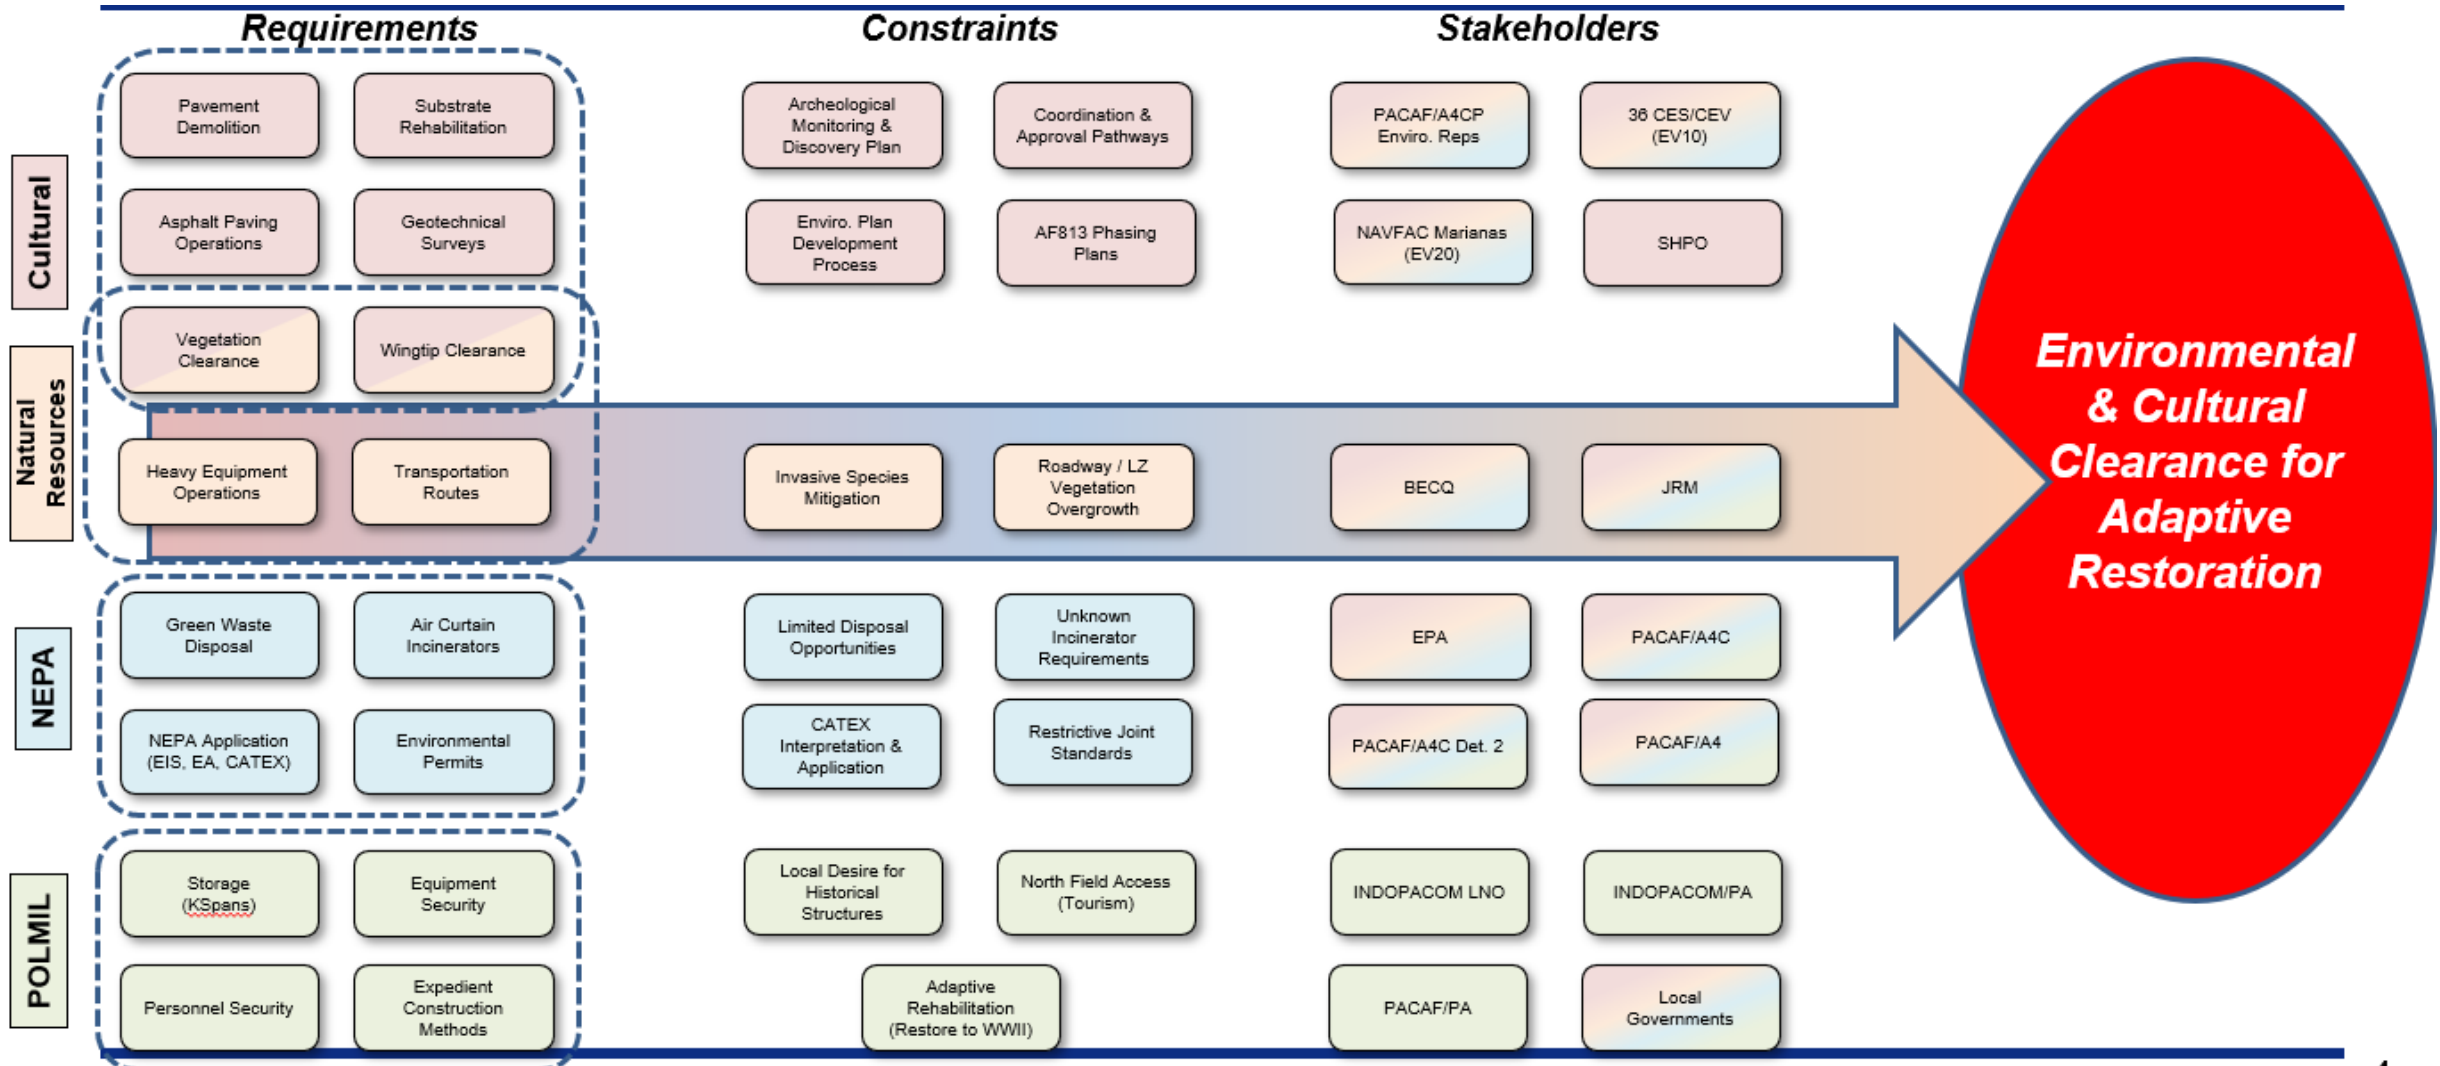 Requirements
Constraints
Stakeholders
Cultural
Pavement
Demolition
Substrate
Rehabilitation
Archeological
Monitoring &
Discovery Plan
Coordination &
Approval Pathways
PACAF/A4CP
Enviro. Reps
36 CES/CEV
(EV10)
Asphalt Paving
Operations
Geotechnical
Surveys
Enviro. Plan
Development
Process
AF813 Phasing
Plans
NAVFAC Marianas
(EV20)
SHPO
Vegetation
Clearance
Wingtip Clearance
Natural
Resources
Heavy Equipment
Operations
Transportation
Routes
Invasive Species
Mitigation
Roadway / LZ
Vegetation
Overgrowth
BECQ
JRM
Environmental
& Cultural
Clearance for
Adaptive
Restoration
NEPA
Green Waste
Disposal
Air Curtain
Incinerators
Limited Disposal
Opportunities
Unknown
Incinerator
Requirements
EPA
PACAF/A4C
NEPA Application
(EIS, EA, CATEX)
Environmental
Permits
CATEX
Interpretation &
Application
Restrictive Joint
Standards
PACAF/A4C Det. 2
PACAF/A4
POLMIL
Storage
(KSpans)
Equipment
Security
Local Desire for
Historical
Structures
North Field Access
(Tourism)
INDOPACOM LNO
INDOPACOM/PA
Personnel Security
Expedient
Construction
Methods
Adaptive
Rehabilitation
(Restore to WWII)
PACAF/PA
Local
Governments